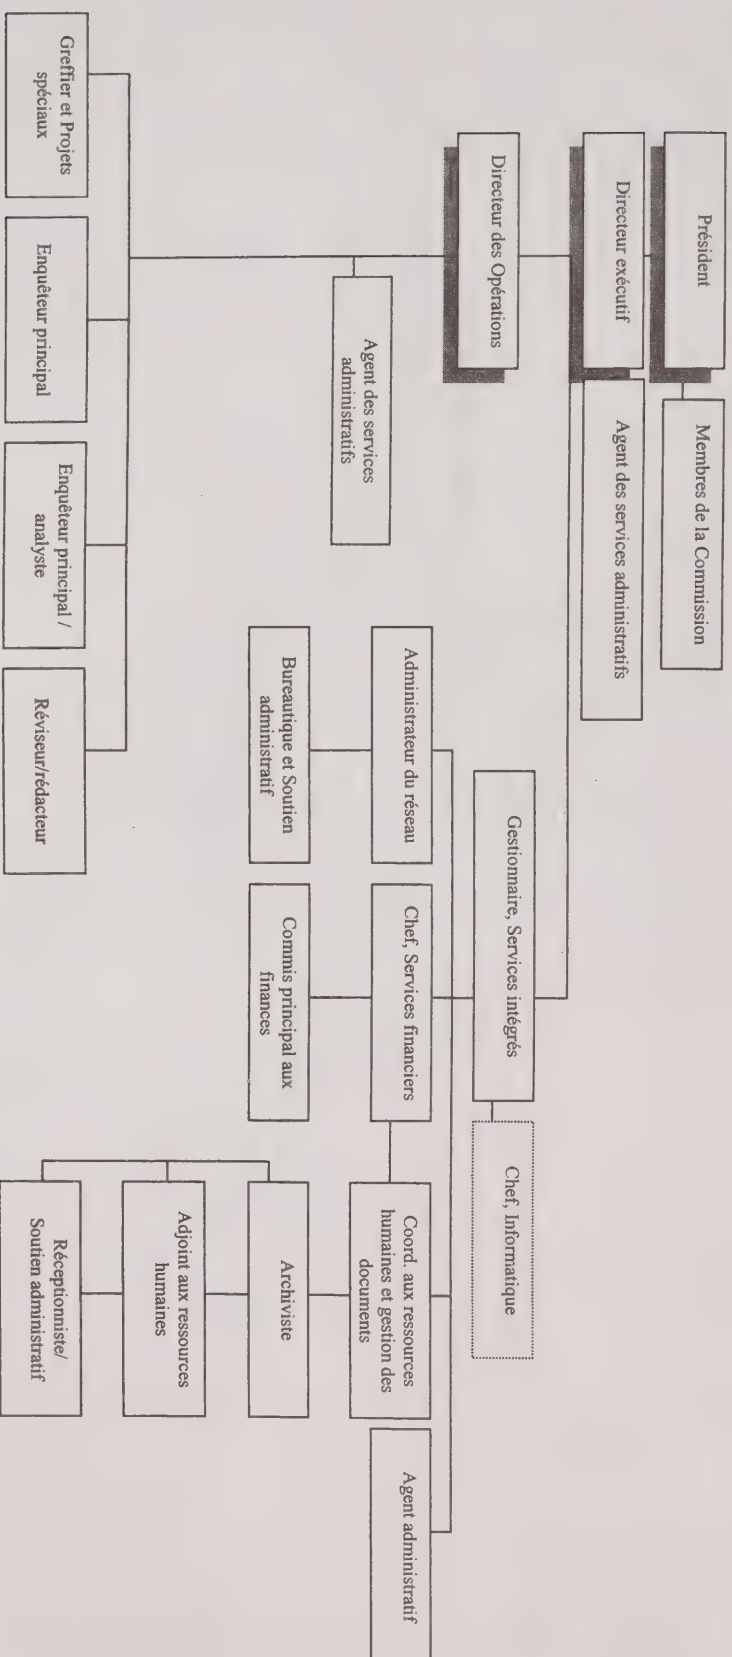 Président
Membres de la Commission
Directeur exécutif
Agent des services administratifs
Directeur des Opérations
Gestionnaire, Services intégrés
Chef, Informatique
Agent des services
administratifs
Administrateur du réseau
Chef, Services financiers
Coord. aux ressources
humaines et gestion des
documents
Agent administratif
Bureautique et Soutien
administratif
Commis principal aux
finances
Archiviste
Adjoint aux ressources
humaines
Réceptionniste/
Soutien administratif
Greffier et Projets
spéciaux
Enquêteur principal
Enquêteur principal /
analyste
Réviseur/rédacteur